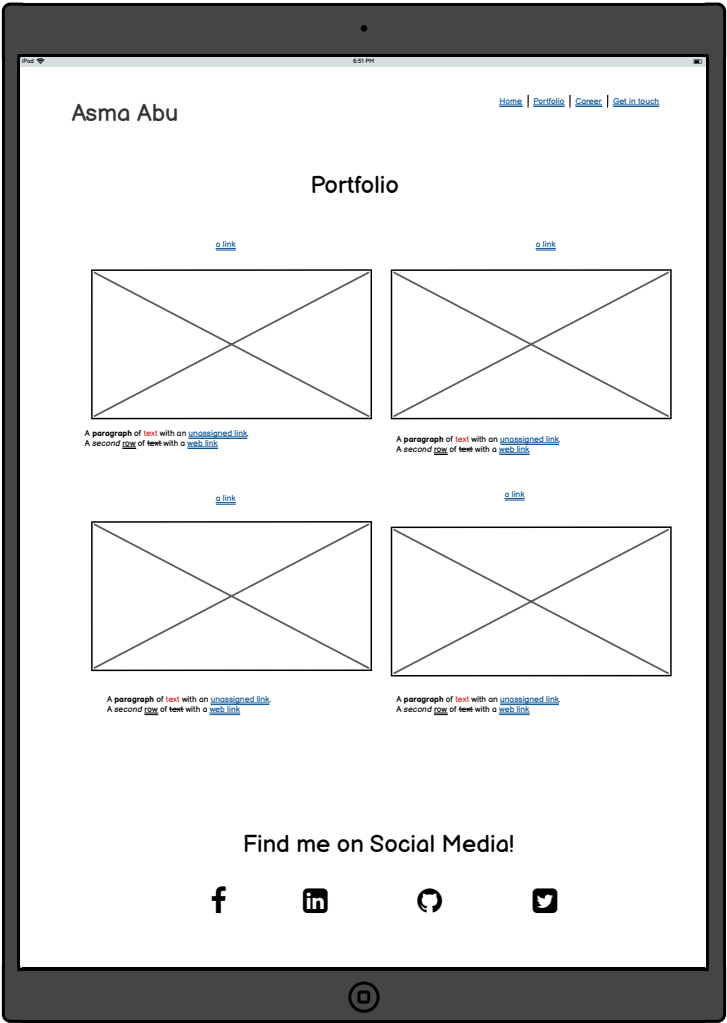 iPod 6:51 PM
Asma Abu
Home | Portfolio | Career | Get in touch
Portfolio
a link
a link
A paragraph of text with an unassigned link.
A second row of text with a web link
A paragraph of text with an unassigned link.
A second row of text with a web link
a link
a link
A paragraph of text with an unassigned link.
A second row of text with a web link
A paragraph of text with an unassigned link.
A second row of text with a web link
Find me on Social Media!
in